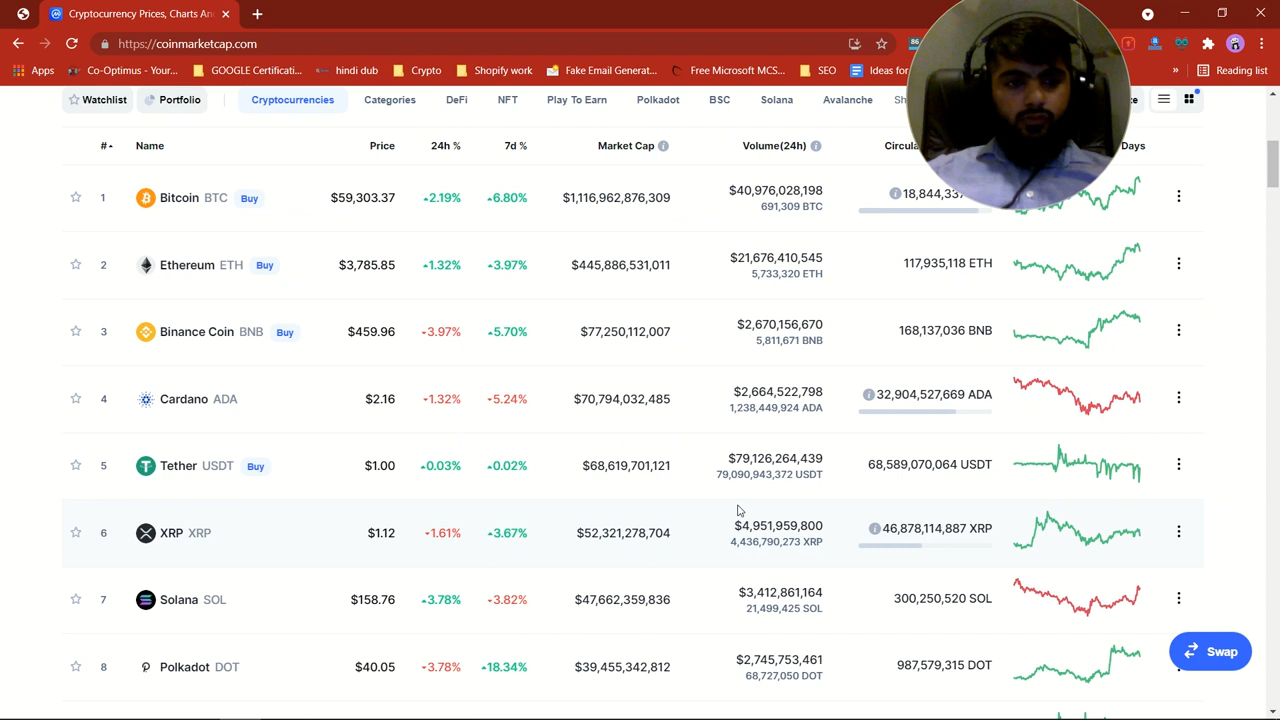 Cryptocurrency Prices, Charts An
https://coinmarketcap.com
86
Apps Co-Optimus - Your... GOOGLE Certificati... hindi dub Crypto Shopify work Fake Email Generat... Free Microsoft MCS... SEO Ideas for » Reading list
Watchlist Portfolio Cryptocurrencies Categories DeFi NFT Play To Earn Polkadot BSC Solana Avalanche Sh
# Name Price 24h % 7d % Market Cap Volume(24h) Circula Days
1 Bitcoin BTC Buy $59,303.37 2.19% 6.80% $1,116,962,876,309 $40,976,028,198 18,844,337
691,309 BTC
2 Ethereum ETH Buy $3,785.85 1.32% 3.97% $445,886,531,011 $21,676,410,545 117,935,118 ETH
5,733,320 ETH
3 Binance Coin BNB Buy $459.96 3.97% 5.70% $77,250,112,007 $2,670,156,670 168,137,036 BNB
5,811,671 BNB
4 Cardano ADA $2.16 1.32% 5.24% $70,794,032,485 $2,664,522,798 32,904,527,669 ADA
1,238,449,924 ADA
5 Tether USDT Buy $1.00 0.03% 0.02% $68,619,701,121 $79,126,264,439 68,589,070,064 USDT
79,090,943,372 USDT
6 XRP XRP $1.12 1.61% 3.67% $52,321,278,704 $4,951,959,800 46,878,114,887 XRP
4,436,790,273 XRP
7 Solana SOL $158.76 3.78% 3.82% $47,662,359,836 $3,412,861,164 300,250,520 SOL
21,499,425 SOL
8 Polkadot DOT $40.05 3.78% 18.34% $39,455,342,812 $2,745,753,461 987,579,315 DOT
68,727,050 DOT
Swap